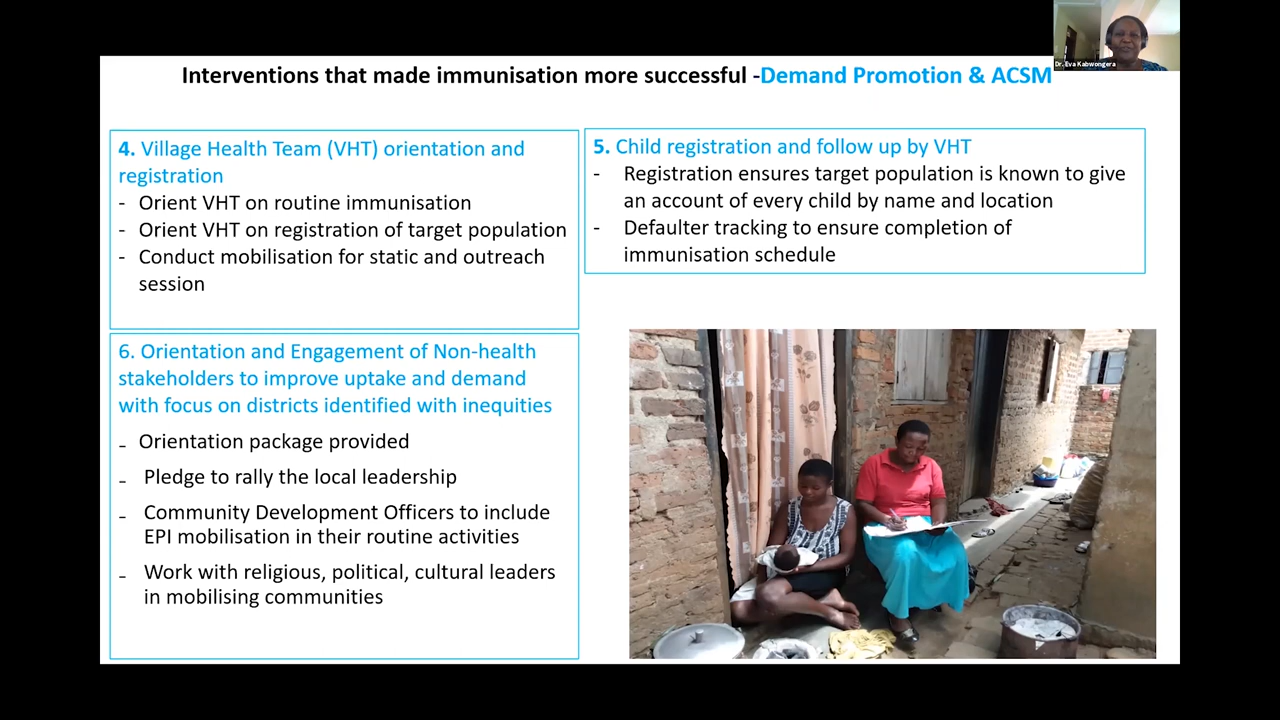 Dr. Eva Kabwongera
Interventions that made immunisation more successful -Demand Promotion & ACSM
4. Village Health Team (VHT) orientation and
registration
- Orient VHT on routine immunisation
- Orient VHT on registration of target population
- Conduct mobilisation for static and outreach
session
5. Child registration and follow up by VHT
- Registration ensures target population is known to give
an account of every child by name and location
- Defaulter tracking to ensure completion of
immunisation schedule
6. Orientation and Engagement of Non-health
stakeholders to improve uptake and demand
with focus on districts identified with inequities
- Orientation package provided
- Pledge to rally the local leadership
- Community Development Officers to include
EPI mobilisation in their routine activities
- Work with religious, political, cultural leaders
in mobilising communities